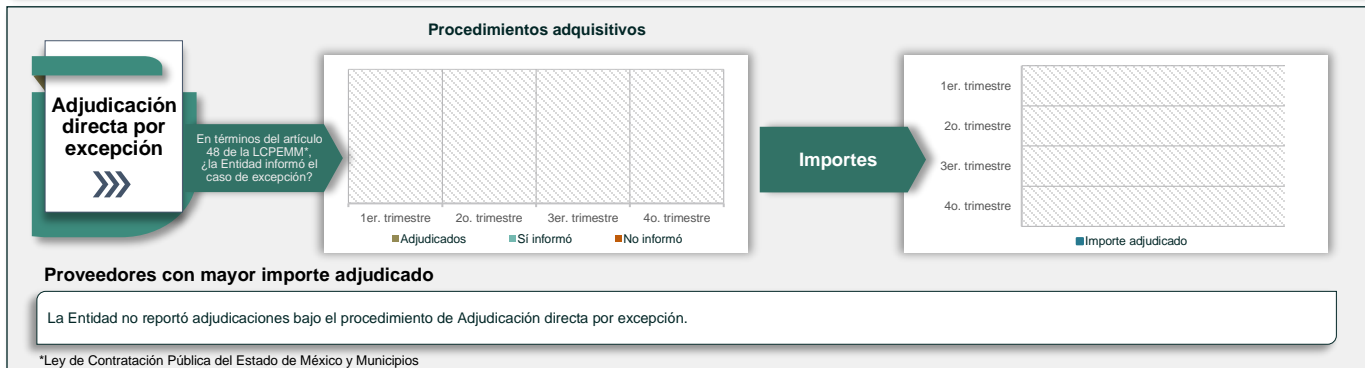 Procedimientos adquisitivos
Adjudicación
directa por
excepción
En términos del artículo
48 de la LCPEMM*,
¿la Entidad informó el
caso de excepción?
1er. trimestre 2o. trimestre 3er. trimestre 4o. trimestre
Adjudicados Sí informó No informó
Importes
1er. trimestre
2o. trimestre
3er. trimestre
4o. trimestre
Importe adjudicado
Proveedores con mayor importe adjudicado
La Entidad no reportó adjudicaciones bajo el procedimiento de Adjudicación directa por excepción.
*Ley de Contratación Pública del Estado de México y Municipios